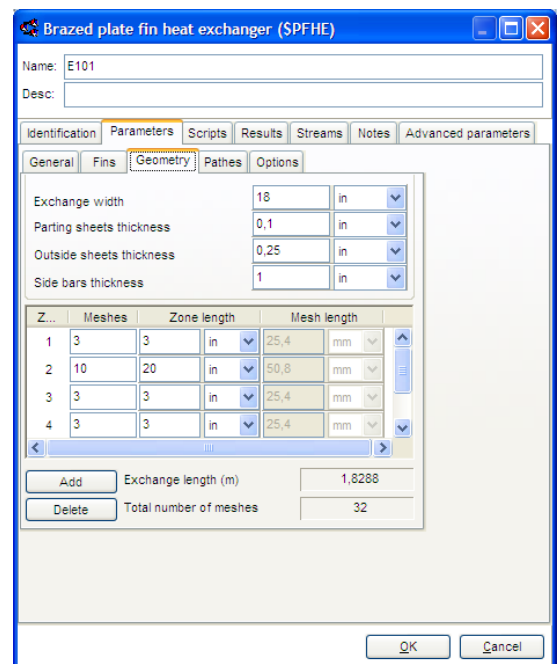 Brazed plate fin heat exchanger ($PFHE)
Name: E101
Desc:
Identification Parameters Scripts Results Streams Notes Advanced parameters
General Fins Geometry Pathes Options
Exchange width 18 in
Parting sheets thickness 0,1 in
Outside sheets thickness 0,25 in
Side bars thickness 1 in
Z... Meshes Zone length Mesh length
1 3 3 in 25,4 mm
2 10 20 in 50,8 mm
3 3 3 in 25,4 mm
4 3 3 in 25,4 mm
Add Exchange length (m) 1,8288
Delete Total number of meshes 32
OK Cancel